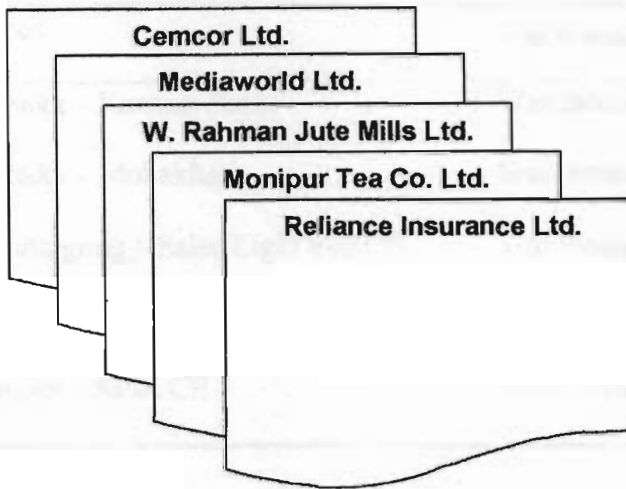 Cemcor Ltd.
Mediaworld Ltd.
W. Rahman Jute Mills Ltd.
Monipur Tea Co. Ltd.
Reliance Insurance Ltd.